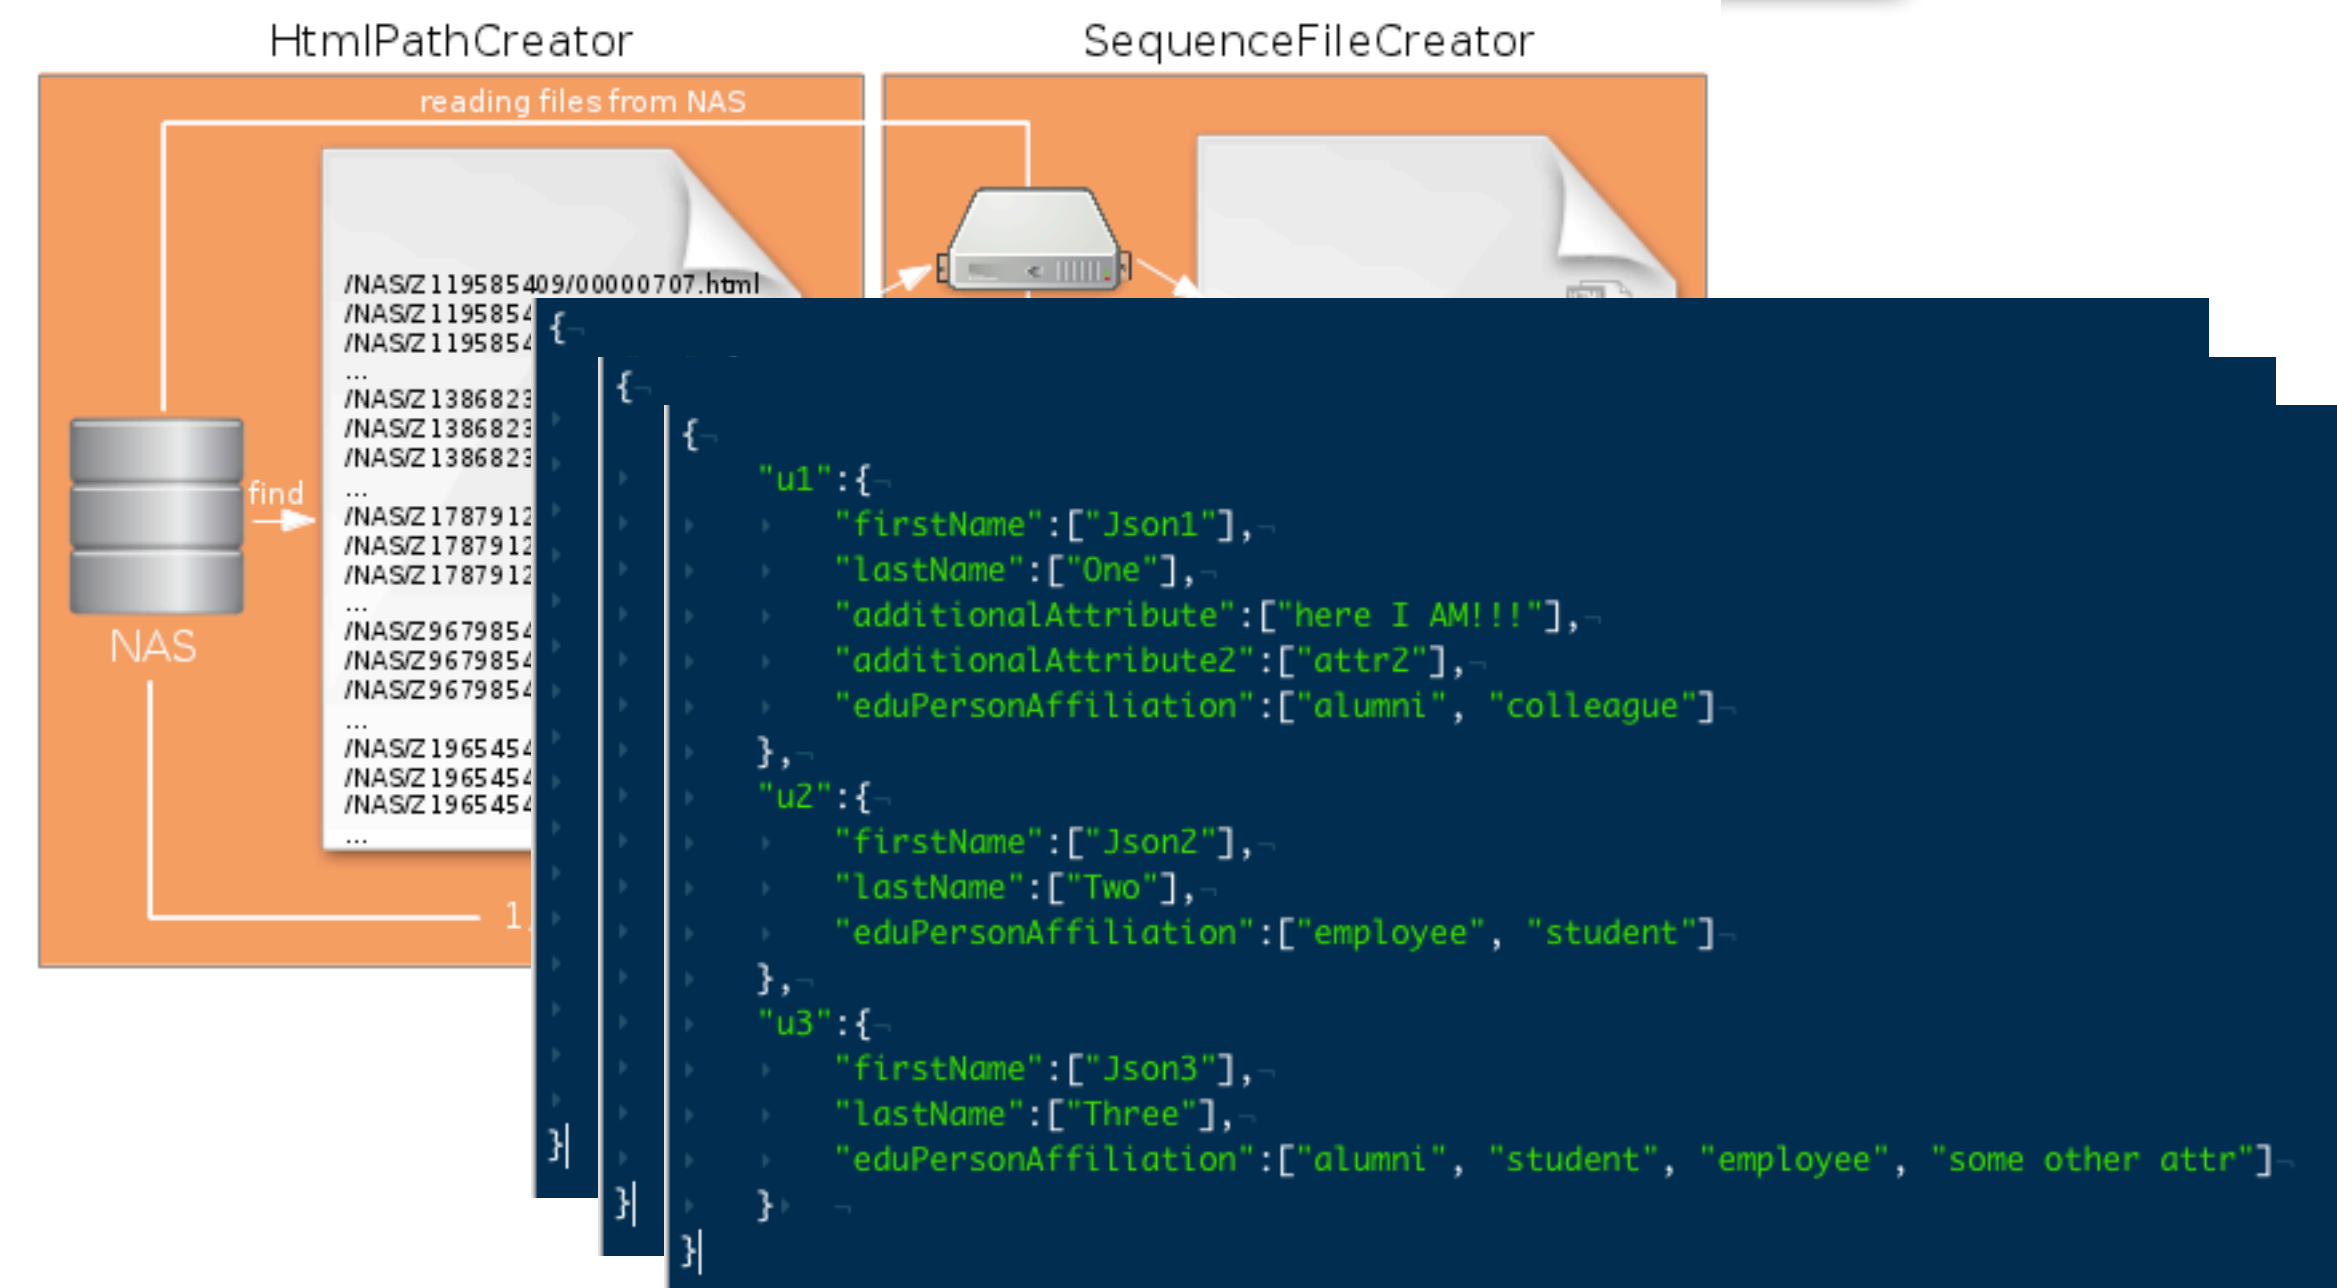 HtmlPathCreator
SequenceFileCreator
reading files from NAS
/NAS/Z119585409/00000707.html
/NAS/Z1195854
/NAS/Z1195854
...
/NAS/Z1386823
/NAS/Z1386823
/NAS/Z1386823
...
find
/NAS/Z1787912
/NAS/Z1787912
/NAS/Z1787912
...
/NAS/Z9679854
/NAS/Z9679854
/NAS/Z9679854
...
/NAS/Z1965454
/NAS/Z1965454
/NAS/Z1965454
...
NAS
1
{
{
{
"u1":{
"firstName":["Json1"],
"lastName":["One"],
"additionalAttribute":["here I AM!!!"],
"additionalAttribute2":["attr2"],
"eduPersonAffiliation":["alumni", "colleague"]
},
"u2":{
"firstName":["Json2"],
"lastName":["Two"],
"eduPersonAffiliation":["employee", "student"]
},
"u3":{
"firstName":["Json3"],
"lastName":["Three"],
"eduPersonAffiliation":["alumni", "student", "employee", "some other attr"]
}
}
}
}